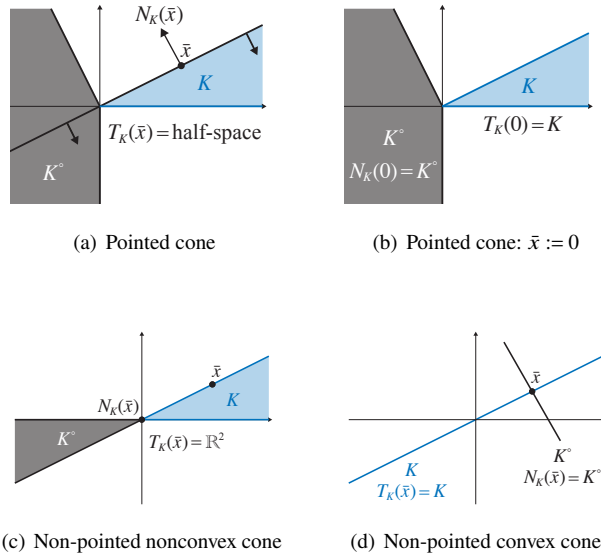 N_K(x̄)
x̄
K
T_K(x̄) = half-space
K°
(a) Pointed cone
K
T_K(0) = K
K°
N_K(0) = K°
(b) Pointed cone: x̄ := 0
x̄
N_K(x̄)
K
K°
T_K(x̄) = ℝ²
(c) Non-pointed nonconvex cone
x̄
K°
K
N_K(x̄) = K°
T_K(x̄) = K
(d) Non-pointed convex cone